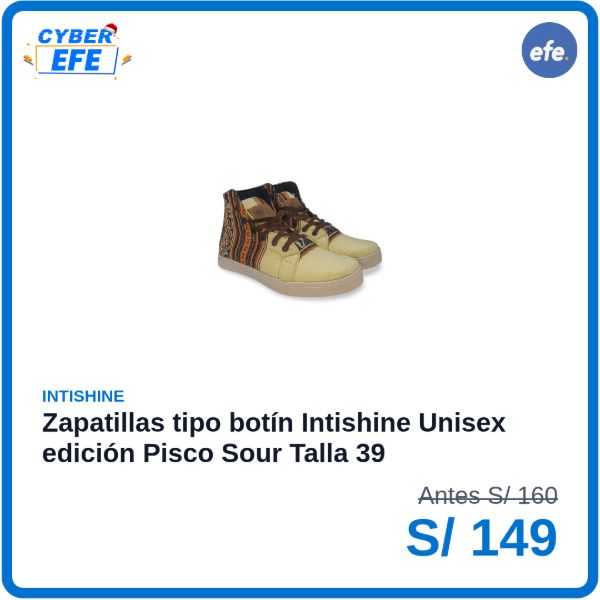 CYBER
EFE
efe.
INTISHINE
Zapatillas tipo botín Intishine Unisex
edición Pisco Sour Talla 39
Antes S/ 160
S/ 149